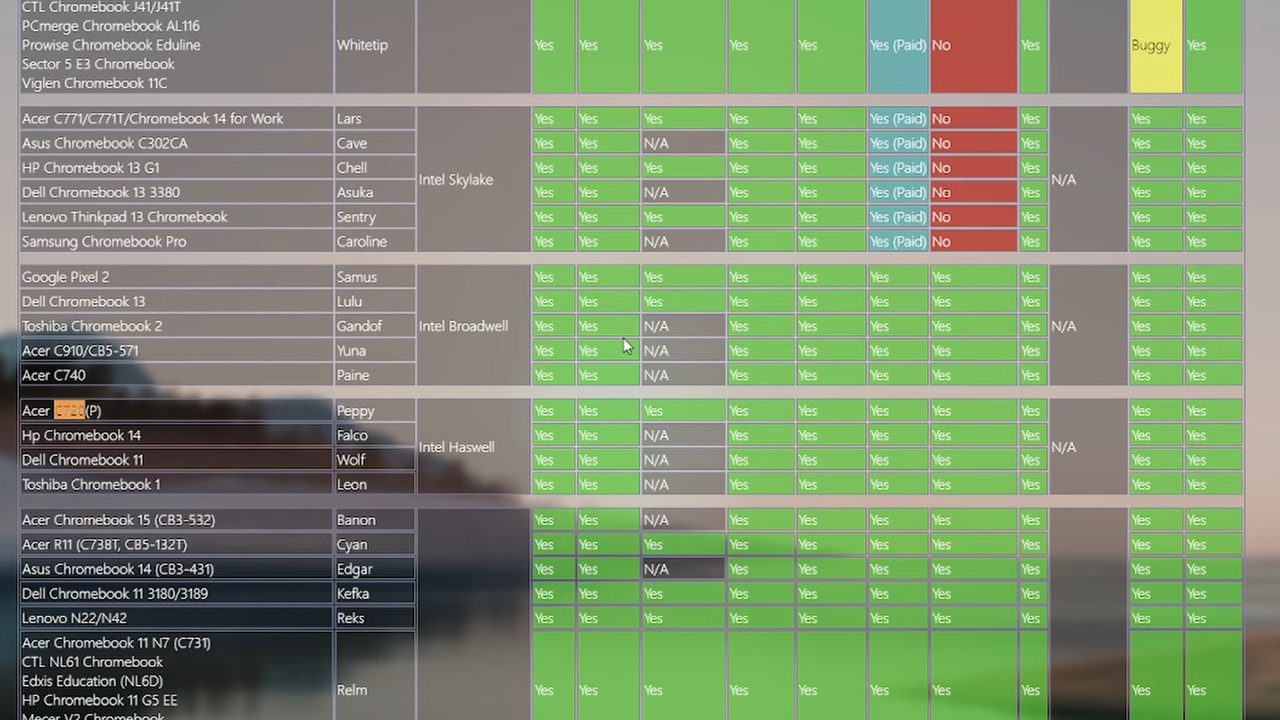 CTL Chromebook J41/J41T
PCmerge Chromebook AL116
Prowise Chromebook Eduline
Sector 5 E3 Chromebook
Viglen Chromebook 11C
Whitetip Yes Yes Yes Yes Yes Yes (Paid) No Yes Buggy Yes
Acer C771/C771T/Chromebook 14 for Work Lars Yes Yes Yes Yes Yes Yes (Paid) No Yes Yes Yes
Asus Chromebook C302CA Cave Yes Yes N/A Yes Yes Yes (Paid) No Yes Yes Yes
HP Chromebook 13 G1 Chell Yes Yes Yes Yes Yes Yes (Paid) No Yes Yes Yes
Intel Skylake N/A
Dell Chromebook 13 3380 Asuka Yes Yes N/A Yes Yes Yes (Paid) No Yes Yes Yes
Lenovo Thinkpad 13 Chromebook Sentry Yes Yes Yes Yes Yes Yes (Paid) No Yes Yes Yes
Samsung Chromebook Pro Caroline Yes Yes N/A Yes Yes Yes (Paid) No Yes Yes Yes
Google Pixel 2 Samus Yes Yes Yes Yes Yes Yes Yes Yes Yes Yes
Dell Chromebook 13 Lulu Yes Yes Yes Yes Yes Yes Yes Yes Yes Yes
Toshiba Chromebook 2 Gandof Intel Broadwell Yes Yes N/A Yes Yes Yes Yes Yes N/A Yes Yes
Acer C910/CB5-571 Yuna Yes Yes N/A Yes Yes Yes Yes Yes Yes Yes
Acer C740 Paine Yes Yes N/A Yes Yes Yes Yes Yes Yes Yes
Acer C720(P) Peppy Yes Yes Yes Yes Yes Yes Yes Yes Yes Yes
Hp Chromebook 14 Falco Yes Yes N/A Yes Yes Yes Yes Yes Yes Yes
Intel Haswell N/A
Dell Chromebook 11 Wolf Yes Yes N/A Yes Yes Yes Yes Yes Yes Yes
Toshiba Chromebook 1 Leon Yes Yes N/A Yes Yes Yes Yes Yes Yes Yes
Acer Chromebook 15 (CB3-532) Banon Yes Yes N/A Yes Yes Yes Yes Yes Yes Yes
Acer R11 (C738T, CB5-132T) Cyan Yes Yes Yes Yes Yes Yes Yes Yes Yes Yes
Asus Chromebook 14 (CB3-431) Edgar Yes Yes N/A Yes Yes Yes Yes Yes Yes Yes
Dell Chromebook 11 3180/3189 Kefka Yes Yes Yes Yes Yes Yes Yes Yes Yes Yes
Lenovo N22/N42 Reks Yes Yes Yes Yes Yes Yes Yes Yes Yes Yes
Acer Chromebook 11 N7 (C731)
CTL NL61 Chromebook
Edxis Education (NL6D)
HP Chromebook 11 G5 EE
Mecer V2 Chromebook
Relm Yes Yes Yes Yes Yes Yes Yes Yes Yes Yes